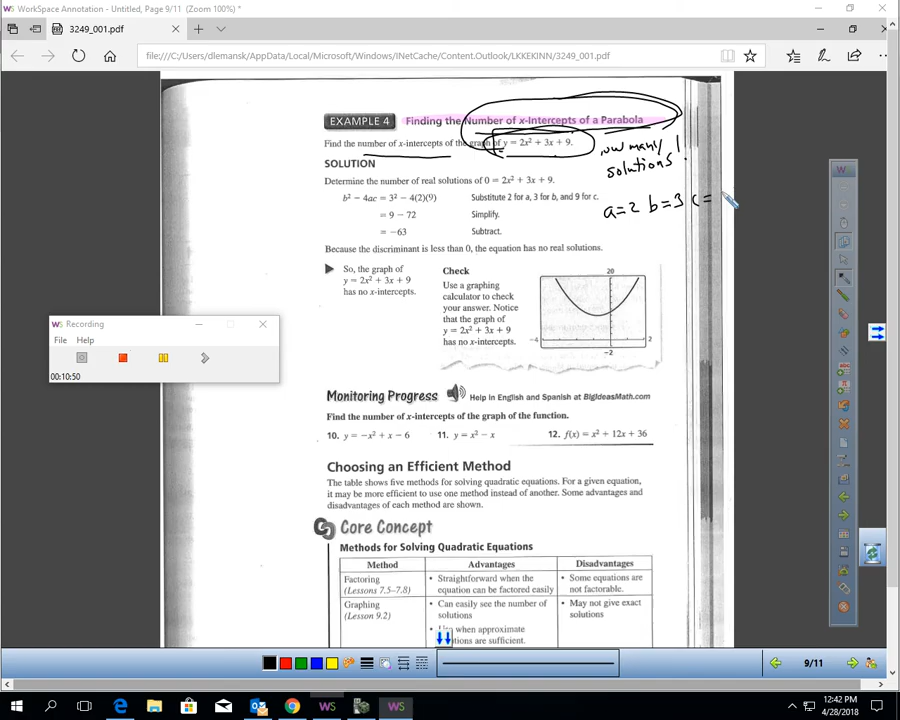 WorkSpace Annotation - Untitled, Page 9/11 *
3249_001.pdf
file:///C:/Users/dlemansk/AppData/Local/Microsoft/Windows/INetCache/Content.Outlook/LKKEKINN/3249_001.pdf
EXAMPLE 4 Finding the Number of x-Intercepts of a Parabola
Find the number of x-intercepts of the graph of y = 2x² + 3x + 9.
many
solutions
SOLUTION
Determine the number of real solutions of 0 = 2x² + 3x + 9.
b² − 4ac = 3² − 4(2)(9) Substitute 2 for a, 3 for b, and 9 for c.
a=2 b=3 c=
= 9 − 72 Simplify.
= −63 Subtract.
Because the discriminant is less than 0, the equation has no real solutions.
So, the graph of
y = 2x² + 3x + 9
has no x-intercepts.
Check
Use a graphing
calculator to check
your answer. Notice
that the graph of
y = 2x² + 3x + 9
has no x-intercepts.
20
−4
2
−2
WS Recording
File Help
00:10:50
Monitoring Progress Help in English and Spanish at BigIdeasMath.com
Find the number of x-intercepts of the graph of the function.
10. y = −x² + x − 6 11. y = x² − x 12. f(x) = x² + 12x + 36
Choosing an Efficient Method
The table shows five methods for solving quadratic equations. For a given equation,
it may be more efficient to use one method instead of another. Some advantages and
disadvantages of each method are shown.
Core Concept
Methods for Solving Quadratic Equations
Method Advantages Disadvantages
Factoring
(Lessons 7.5–7.8)
• Straightforward when the
equation can be factored easily
• Some equations are
not factorable.
Graphing
(Lesson 9.2)
• Can easily see the number of
solutions
• Use when approximate
solutions are sufficient.
• May not give exact
solutions
9/11
12:42 PM
4/28/2018